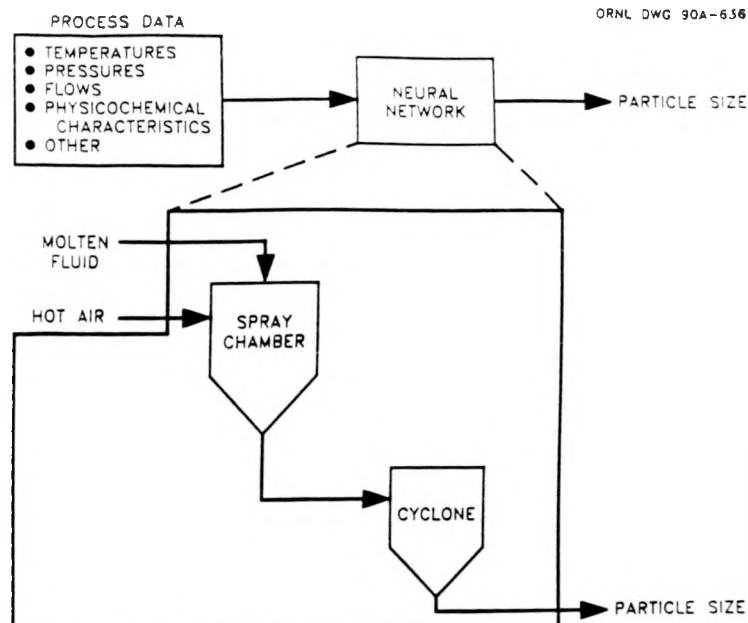 ORNL DWG 90A-636
PROCESS DATA
● TEMPERATURES
● PRESSURES
● FLOWS
● PHYSICOCHEMICAL
CHARACTERISTICS
● OTHER
NEURAL
NETWORK
PARTICLE SIZE
MOLTEN
FLUID
HOT AIR
SPRAY
CHAMBER
CYCLONE
PARTICLE SIZE